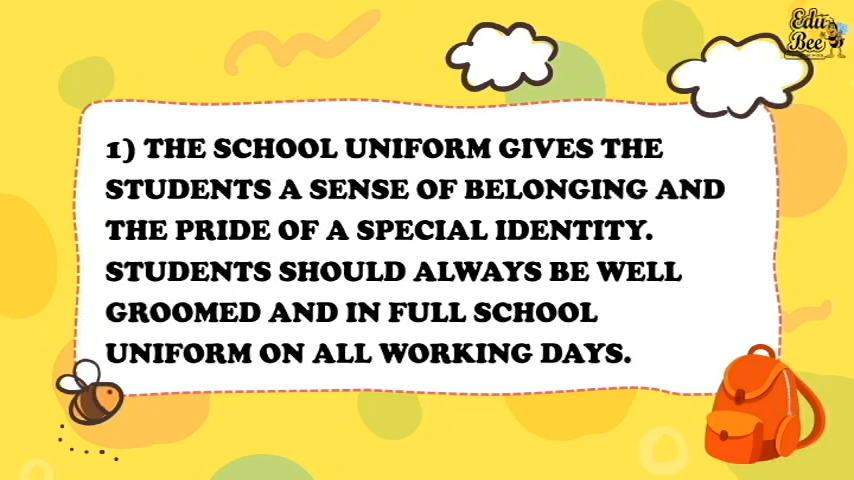 Edu
Bee
1) THE SCHOOL UNIFORM GIVES THE
STUDENTS A SENSE OF BELONGING AND
THE PRIDE OF A SPECIAL IDENTITY.
STUDENTS SHOULD ALWAYS BE WELL
GROOMED AND IN FULL SCHOOL
UNIFORM ON ALL WORKING DAYS.